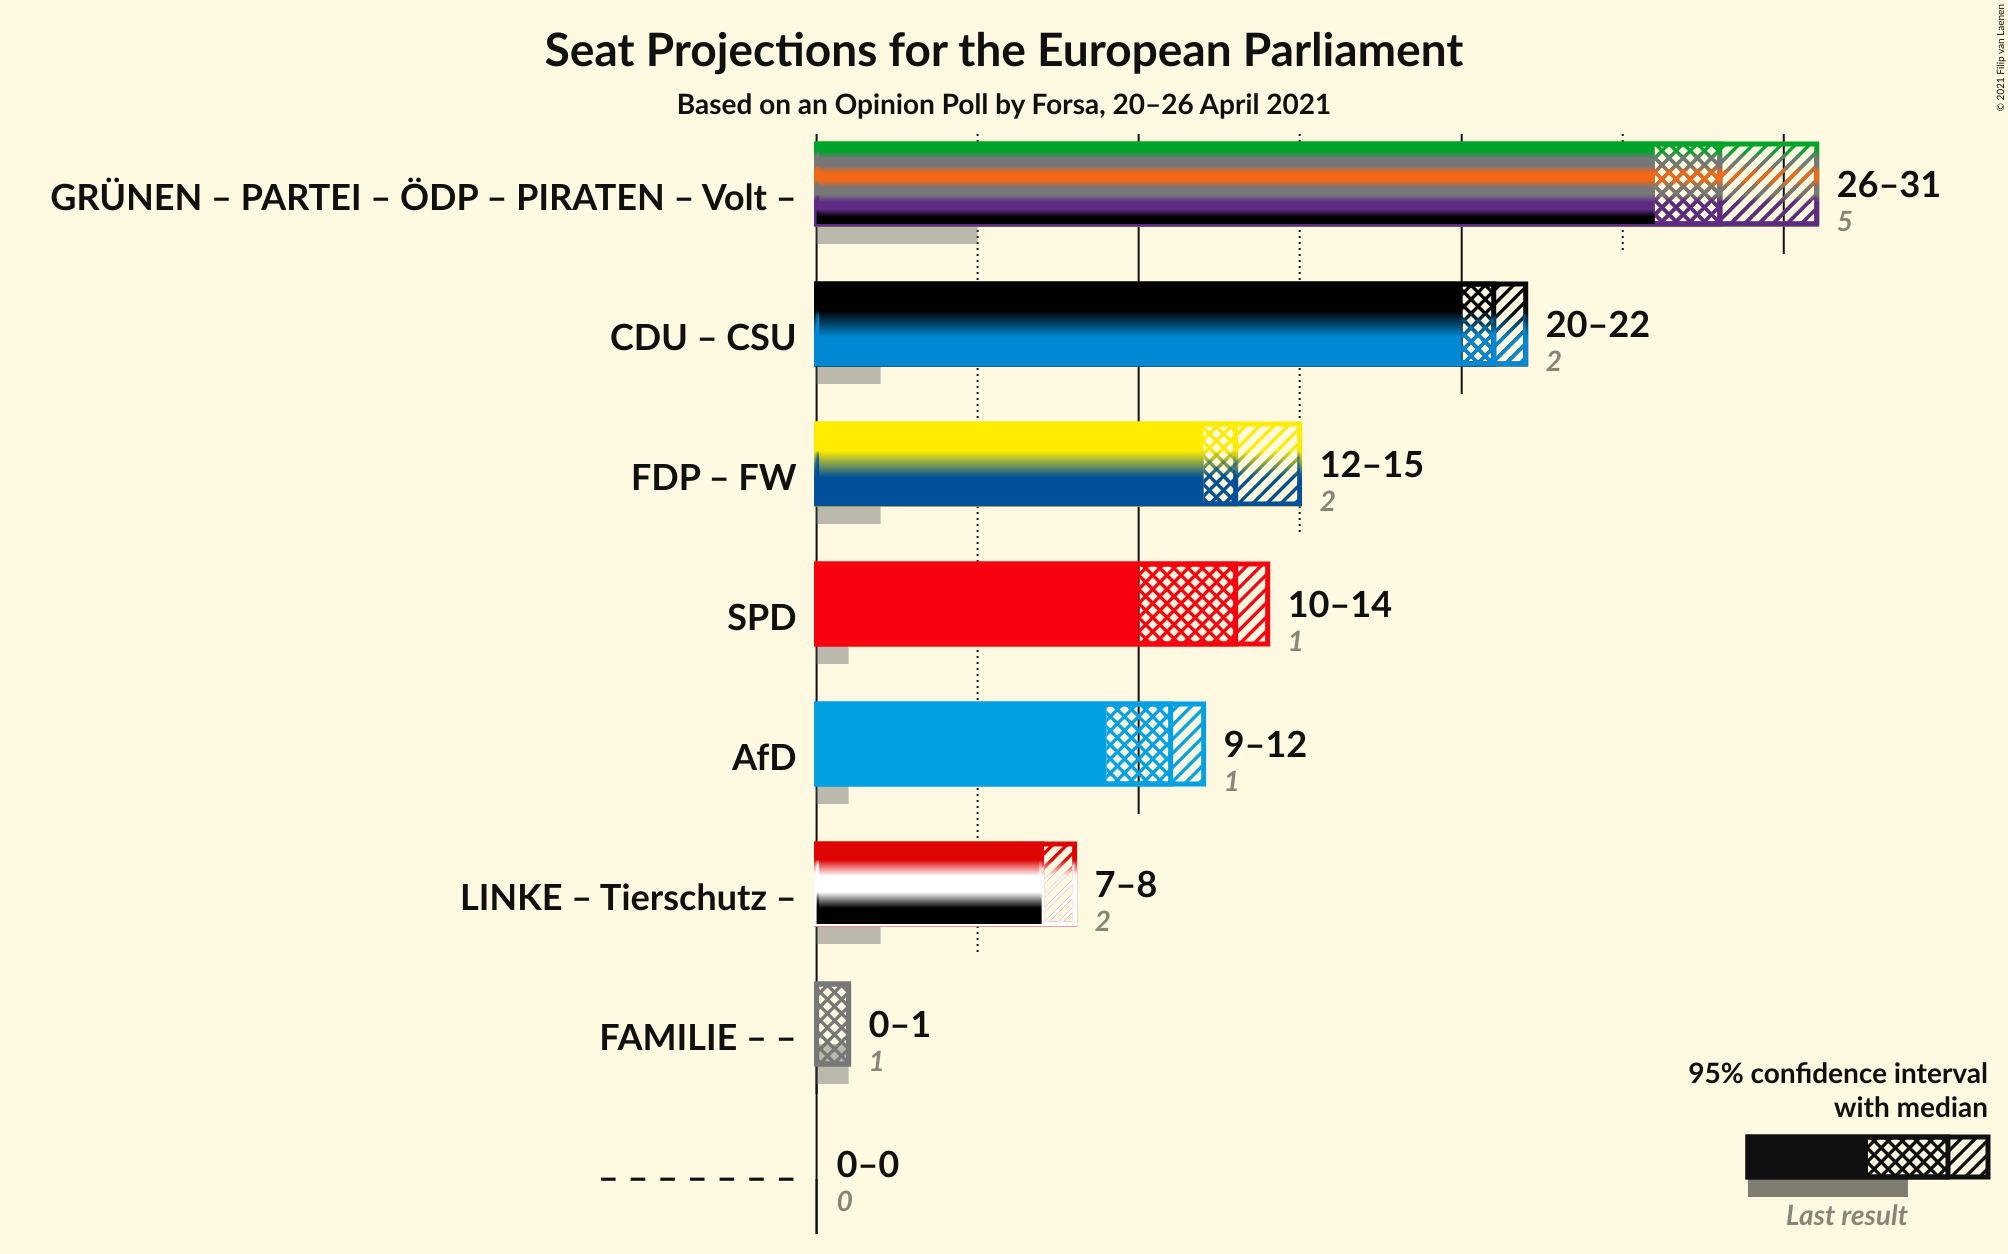 Seat Projections for the European Parliament
Based on an Opinion Poll by Forsa, 20–26 April 2021
© 2021 Filip van Laenen
GRÜNEN – PARTEI – ÖDP – PIRATEN – Volt –
26–31
5
CDU – CSU
20–22
2
FDP – FW
12–15
2
SPD
10–14
1
AfD
9–12
1
LINKE – Tierschutz –
7–8
2
FAMILIE – –
0–1
1
– – – – – – –
0–0
0
95% confidence interval
with median
Last result